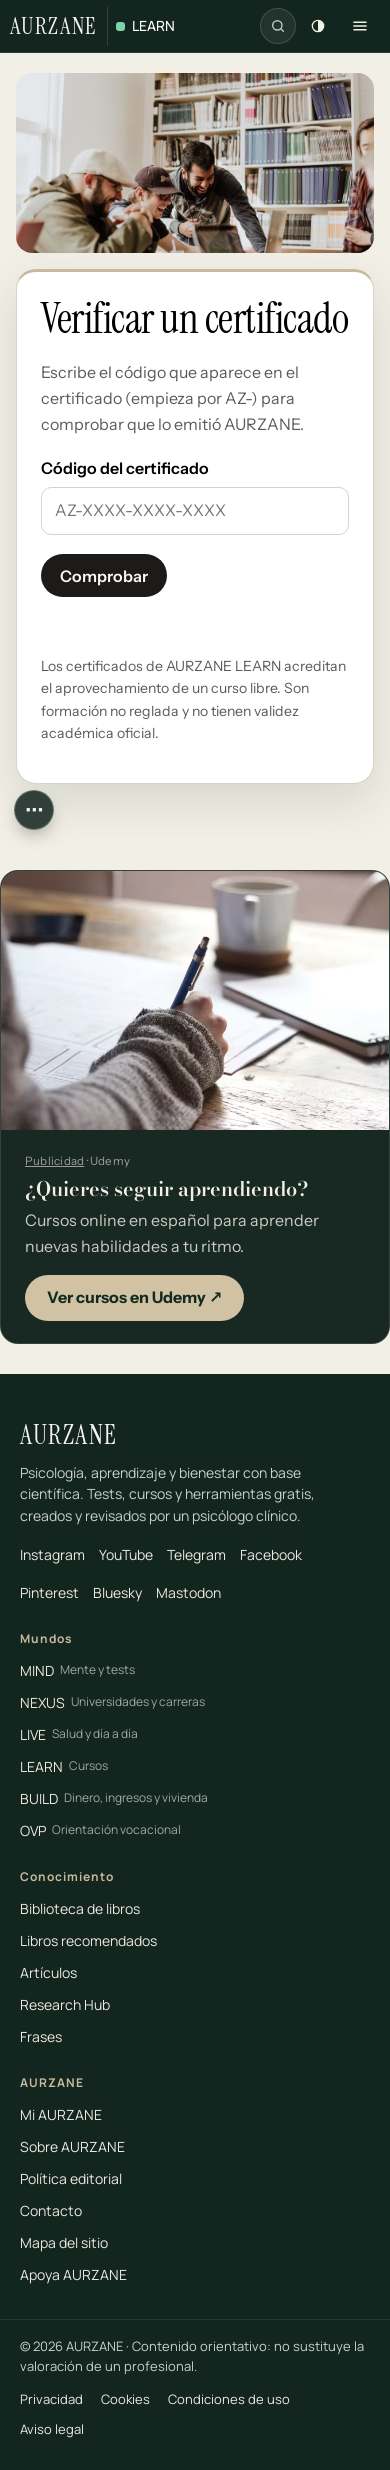 AURZANE LEARN
Verificar un certificado
Escribe el código que aparece en el
certificado (empieza por AZ-) para
comprobar que lo emitió AURZANE.
Código del certificado
AZ-XXXX-XXXX-XXXX
Comprobar
Los certificados de AURZANE LEARN acreditan
el aprovechamiento de un curso libre. Son
formación no reglada y no tienen validez
académica oficial.
Publicidad · Udemy
¿Quieres seguir aprendiendo?
Cursos online en español para aprender
nuevas habilidades a tu ritmo.
Ver cursos en Udemy ↗
AURZANE
Psicología, aprendizaje y bienestar con base
científica. Tests, cursos y herramientas gratis,
creados y revisados por un psicólogo clínico.
Instagram YouTube Telegram Facebook
Pinterest Bluesky Mastodon
Mundos
MIND Mente y tests
NEXUS Universidades y carreras
LIVE Salud y día a día
LEARN Cursos
BUILD Dinero, ingresos y vivienda
OVP Orientación vocacional
Conocimiento
Biblioteca de libros
Libros recomendados
Artículos
Research Hub
Frases
AURZANE
Mi AURZANE
Sobre AURZANE
Política editorial
Contacto
Mapa del sitio
Apoya AURZANE
© 2026 AURZANE · Contenido orientativo: no sustituye la
valoración de un profesional.
Privacidad Cookies Condiciones de uso
Aviso legal